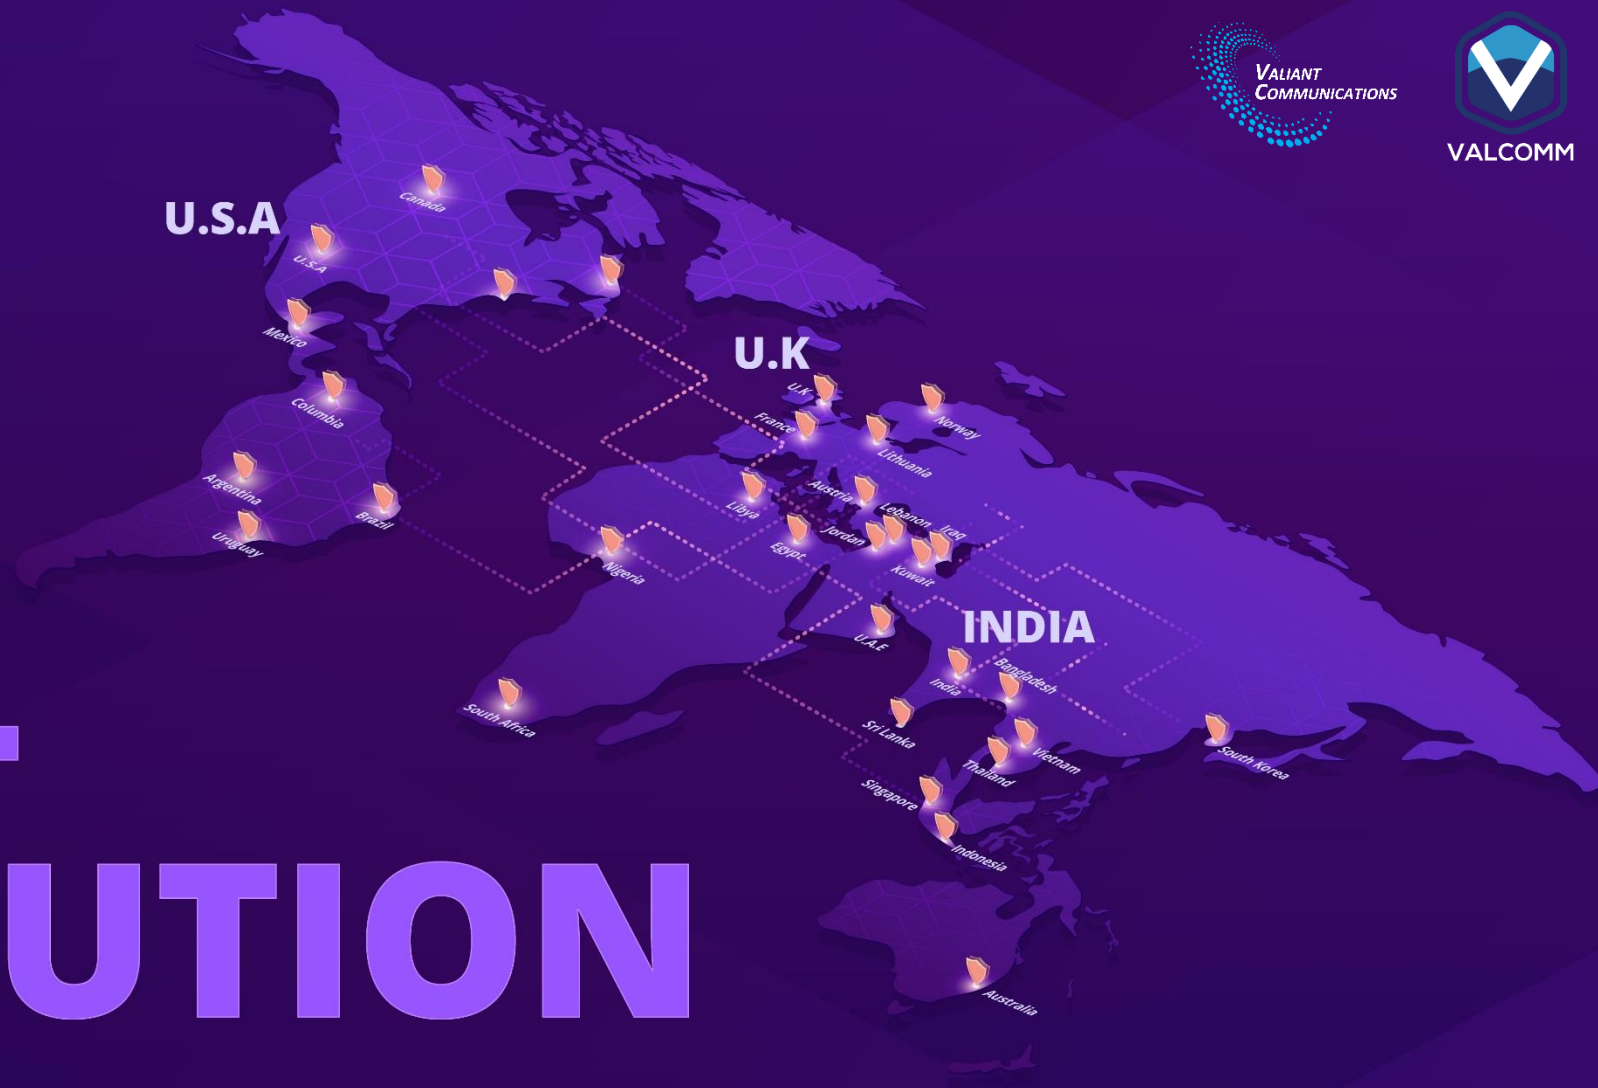 VALIANT
COMMUNICATIONS
VALCOMM
U.S.A
Canada
U.S.A
Mexico
Columbia
Argentina
Uruguay
Brazil
U.K
U.K
France
Norway
Lithuania
Austria
Libya
Lebanon
Iraq
Jordan
Egypt
Kuwait
Nigeria
INDIA
U.A.E
India
Bangladesh
Sri Lanka
South Africa
Vietnam
Thailand
South Korea
Singapore
Indonesia
Australia
UTION